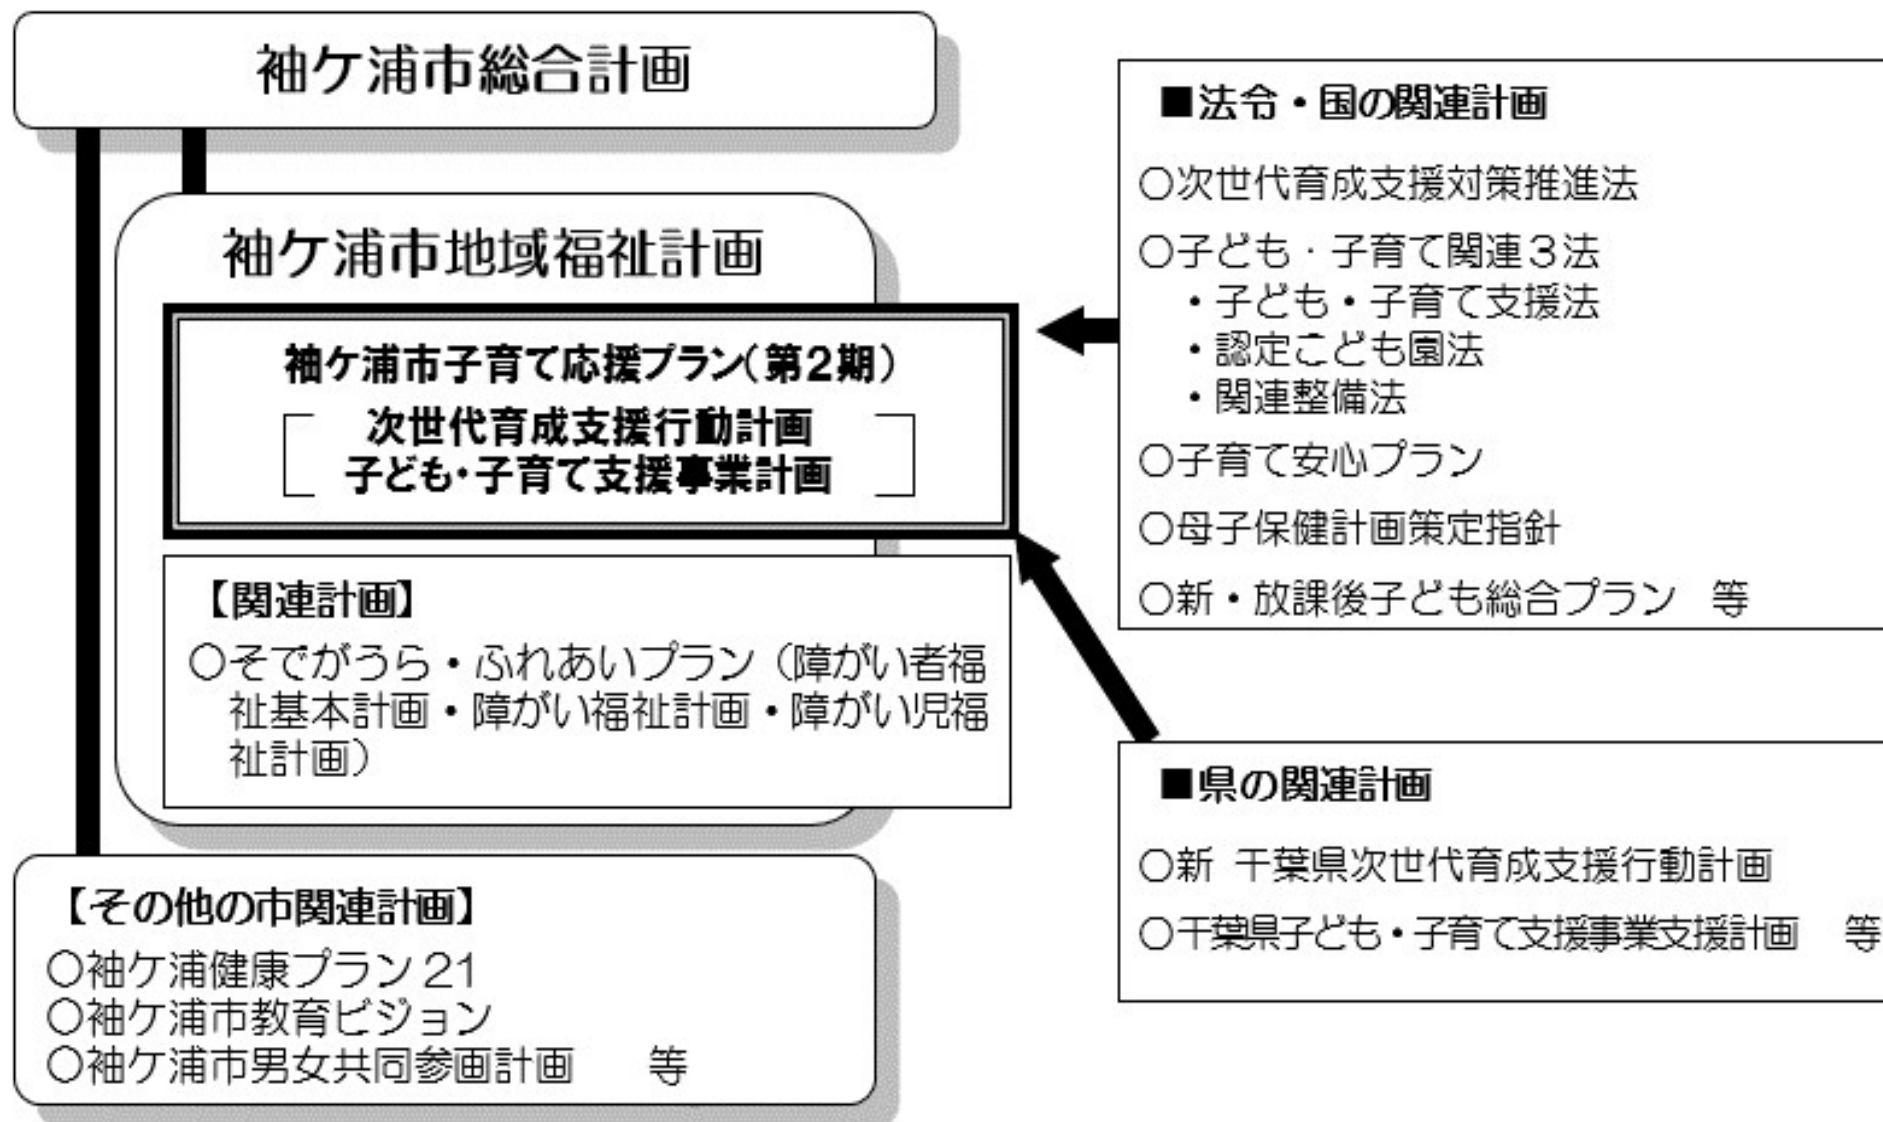 袖ケ浦市総合計画
袖ケ浦市地域福祉計画
袖ケ浦市子育て応援プラン（第2期）
次世代育成支援行動計画
子ども・子育て支援事業計画
【関連計画】
○そでがうら・ふれあいプラン（障がい者福
祉基本計画・障がい福祉計画・障がい児福
祉計画）
【その他の市関連計画】
○袖ケ浦健康プラン21
○袖ケ浦市教育ビジョン
○袖ケ浦市男女共同参画計画　等
■法令・国の関連計画
○次世代育成支援対策推進法
○子ども・子育て関連３法
・子ども・子育て支援法
・認定こども園法
・関連整備法
○子育て安心プラン
○母子保健計画策定指針
○新・放課後子ども総合プラン　等
■県の関連計画
○新 千葉県次世代育成支援行動計画
○千葉県子ども・子育て支援事業支援計画　等